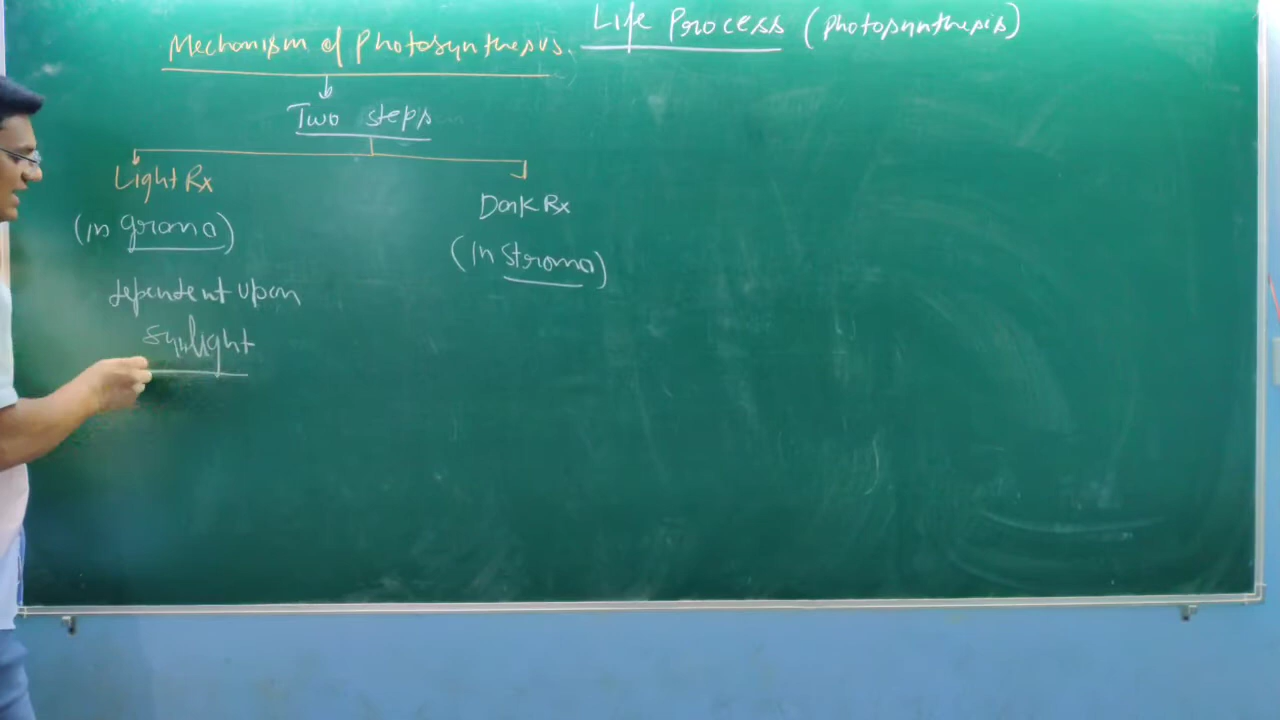 Life Process (Photosynthesis)
Mechanism of Photosynthesis.
Two steps
Light Rx
(in grana)
dependent upon
sunlight
Dark Rx
(in stroma)